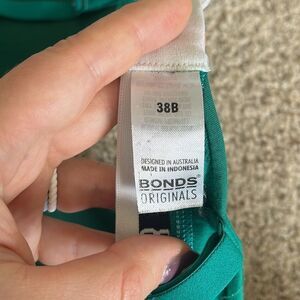 38B
DESIGNED IN AUSTRALIA
MADE IN INDONESIA
BONDS
ORIGINALS